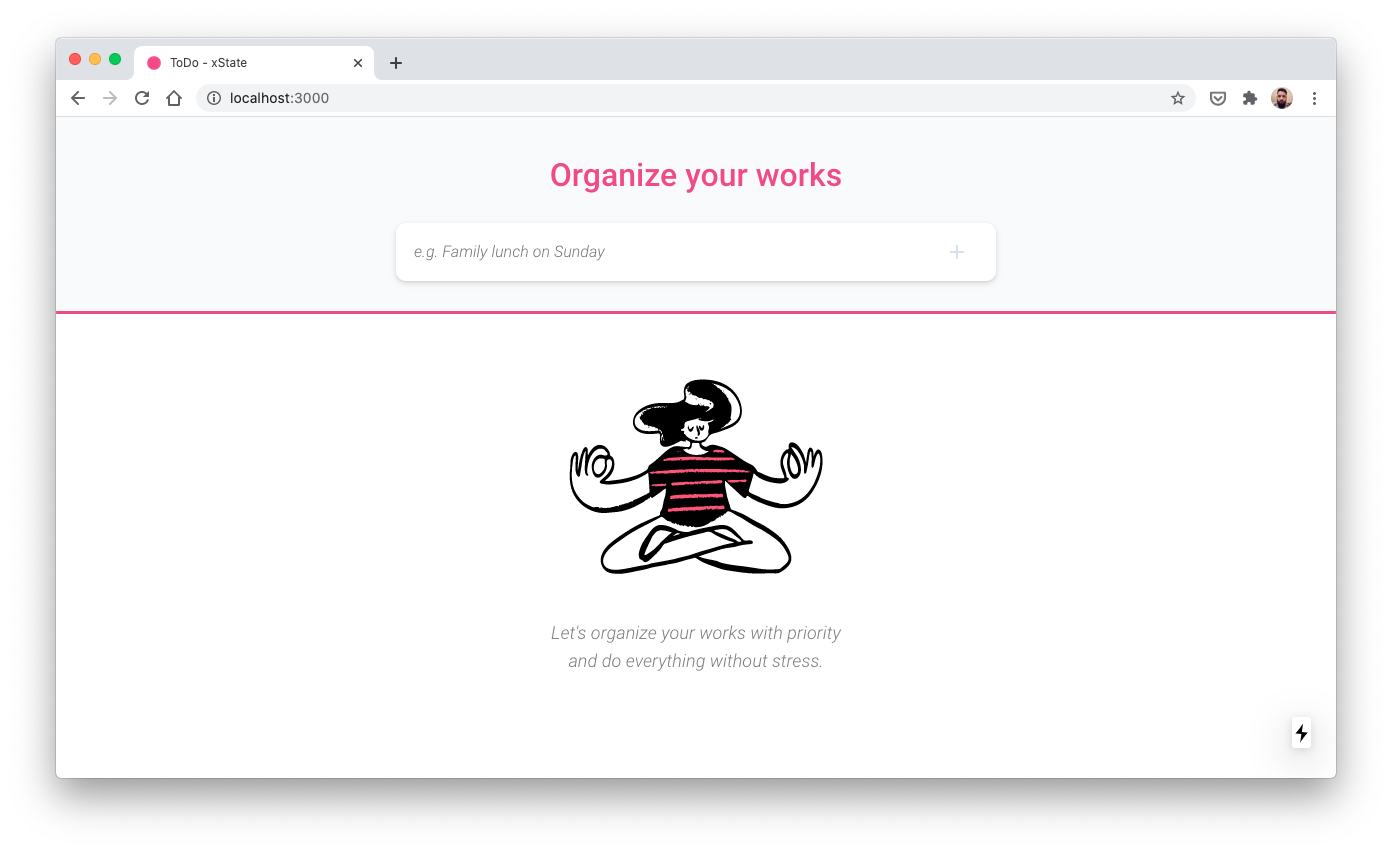 ToDo - xState
localhost:3000
Organize your works
e.g. Family lunch on Sunday
Let's organize your works with priority
and do everything without stress.